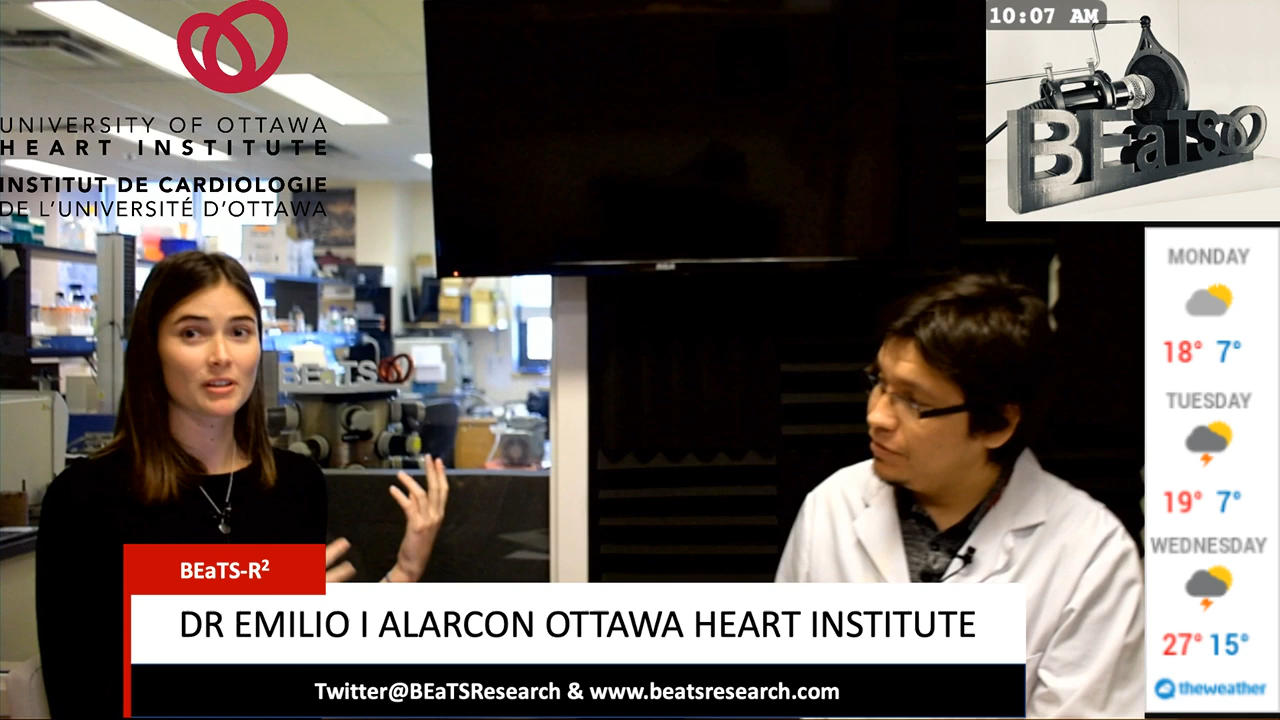 UNIVERSITY OF OTTAWA
HEART INSTITUTE
INSTITUT DE CARDIOLOGIE
DE L'UNIVERSITÉ D'OTTAWA
10:07 AM
BEaTS
BEaTS
MONDAY
18° 7°
TUESDAY
19° 7°
WEDNESDAY
27° 15°
theweather
BEaTS-R²
DR EMILIO I ALARCON OTTAWA HEART INSTITUTE
Twitter@BEaTSResearch & www.beatsresearch.com